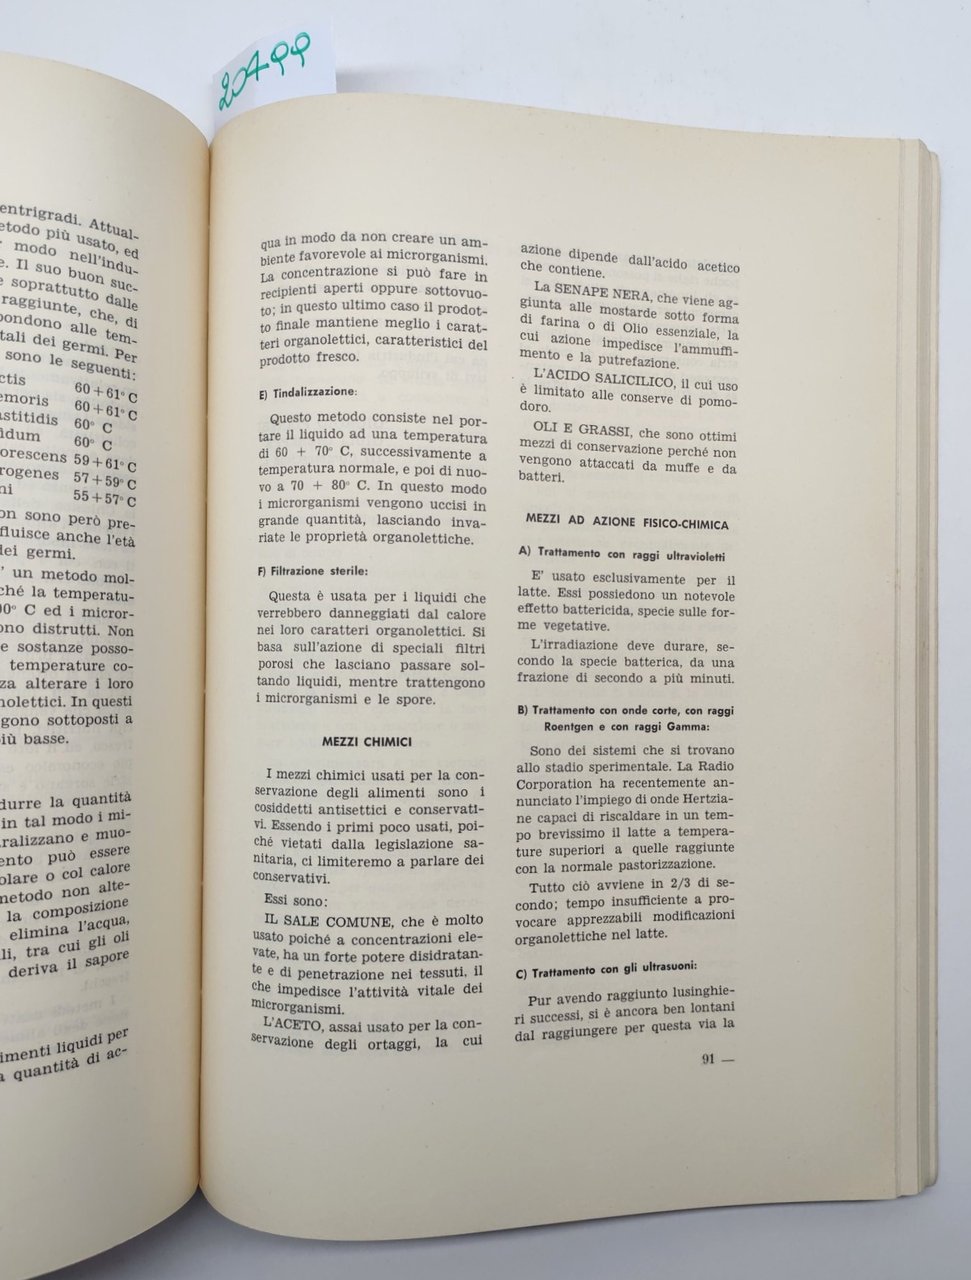 20499
entrigradi. Attual-
etodo più usato, ed
modo nell'indu-
e. Il suo buon suc-
e soprattutto dalle
raggiunte, che, di
pondono alle tem-
tali dei germi. Per
sono le seguenti:
ctis 60 + 61° C
emoris 60 + 61° C
astitidis 60° C
idum 60° C
orescens 59 + 61° C
rogenes 57 + 59° C
ni 55 + 57° C
on sono però pre-
fluisce anche l'età
dei germi.
E' un metodo mol-
ché la temperatu-
00° C ed i micror-
ono distrutti. Non
e sostanze posso-
temperature co-
za alterare i loro
nolettici. In questi
gono sottoposti a
più basse.
durre la quantità
in tal modo i mi-
ralizzano e muo-
ento può essere
olare o col calore
metodo non alte-
la composizione
elimina l'acqua,
li, tra cui gli oli
deriva il sapore
imenti liquidi per
a quantità di ac-
qua in modo da non creare un am-
biente favorevole ai microrganismi.
La concentrazione si può fare in
recipienti aperti oppure sottovuo-
to; in questo ultimo caso il prodot-
to finale mantiene meglio i carat-
teri organolettici, caratteristici del
prodotto fresco.
E) Tindalizzazione:
Questo metodo consiste nel por-
tare il liquido ad una temperatura
di 60 + 70° C, successivamente a
temperatura normale, e poi di nuo-
vo a 70 + 80° C. In questo modo
i microrganismi vengono uccisi in
grande quantità, lasciando inva-
riate le proprietà organolettiche.
F) Filtrazione sterile:
Questa è usata per i liquidi che
verrebbero danneggiati dal calore
nei loro caratteri organolettici. Si
basa sull'azione di speciali filtri
porosi che lasciano passare sol-
tando liquidi, mentre trattengono
i microrganismi e le spore.
MEZZI CHIMICI
I mezzi chimici usati per la con-
servazione degli alimenti sono i
cosiddetti antisettici e conservati-
vi. Essendo i primi poco usati, poi-
ché vietati dalla legislazione sa-
nitaria, ci limiteremo a parlare dei
conservativi.
Essi sono:
IL SALE COMUNE, che è molto
usato poiché a concentrazioni ele-
vate, ha un forte potere disidratan-
te e di penetrazione nei tessuti, il
che impedisce l'attività vitale dei
microrganismi.
L'ACETO, assai usato per la con-
servazione degli ortaggi, la cui
azione dipende dall'acido acetico
che contiene.
La SENAPE NERA, che viene ag-
giunta alle mostarde sotto forma
di farina o di Olio essenziale, la
cui azione impedisce l'ammuffi-
mento e la putrefazione.
L'ACIDO SALICILICO, il cui uso
è limitato alle conserve di pomo-
doro.
OLI E GRASSI, che sono ottimi
mezzi di conservazione perché non
vengono attaccati da muffe e da
batteri.
MEZZI AD AZIONE FISICO-CHIMICA
A) Trattamento con raggi ultravioletti
E' usato esclusivamente per il
latte. Essi possiedono un notevole
effetto battericida, specie sulle for-
me vegetative.
L'irradiazione deve durare, se-
condo la specie batterica, da una
frazione di secondo a più minuti.
B) Trattamento con onde corte, con raggi
Roentgen e con raggi Gamma:
Sono dei sistemi che si trovano
allo stadio sperimentale. La Radio
Corporation ha recentemente an-
nunciato l'impiego di onde Hertzia-
ne capaci di riscaldare in un tem-
po brevissimo il latte a tempera-
ture superiori a quelle raggiunte
con la normale pastorizzazione.
Tutto ciò avviene in 2/3 di se-
condo; tempo insufficiente a pro-
vocare apprezzabili modificazioni
organolettiche nel latte.
C) Trattamento con gli ultrasuoni:
Pur avendo raggiunto lusinghie-
ri successi, si è ancora ben lontani
dal raggiungere per questa via la
91 —